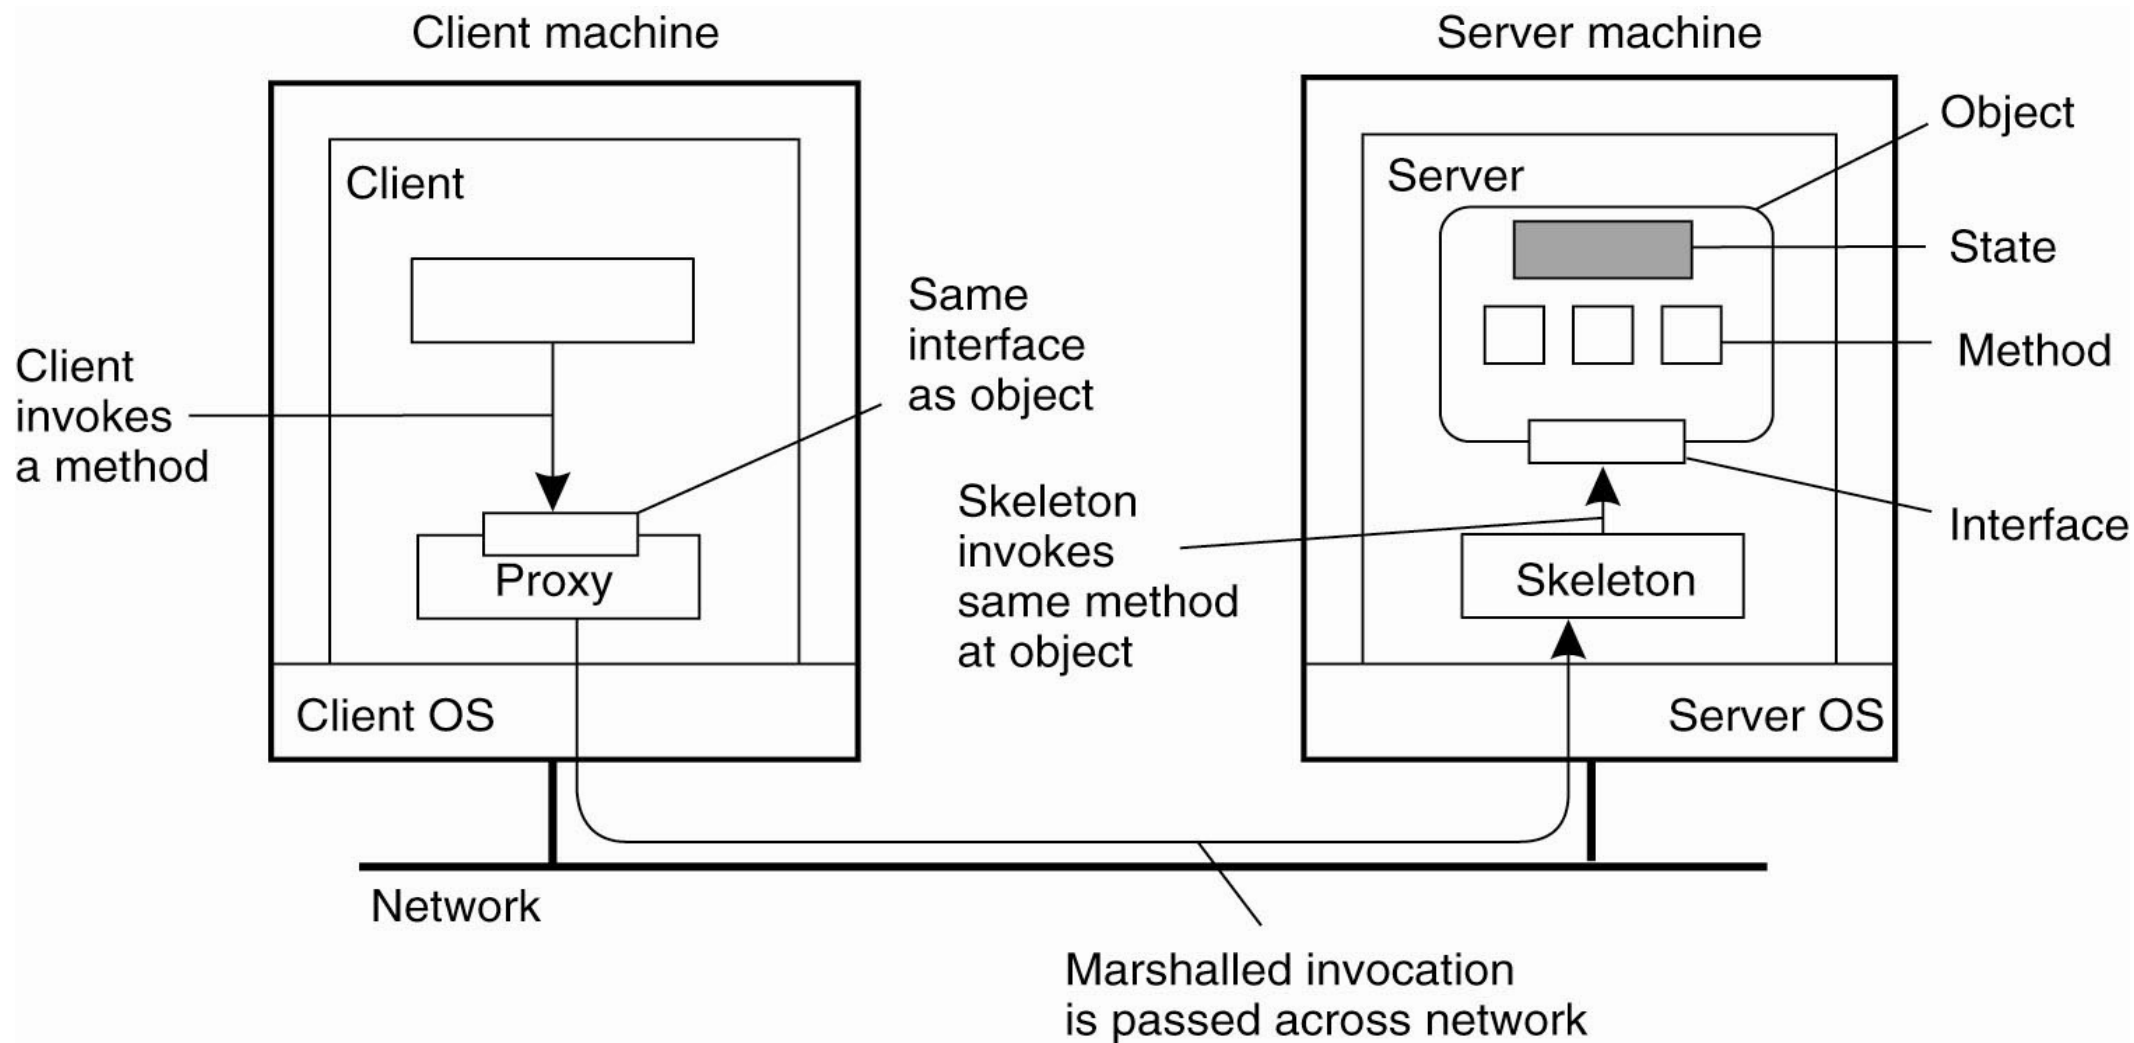 Client machine
Server machine
Object
Client
Server
State
Same
interface
as object
Client
invokes
a method
Method
Skeleton
invokes
same method
at object
Interface
Proxy
Skeleton
Client OS
Server OS
Network
Marshalled invocation
is passed across network